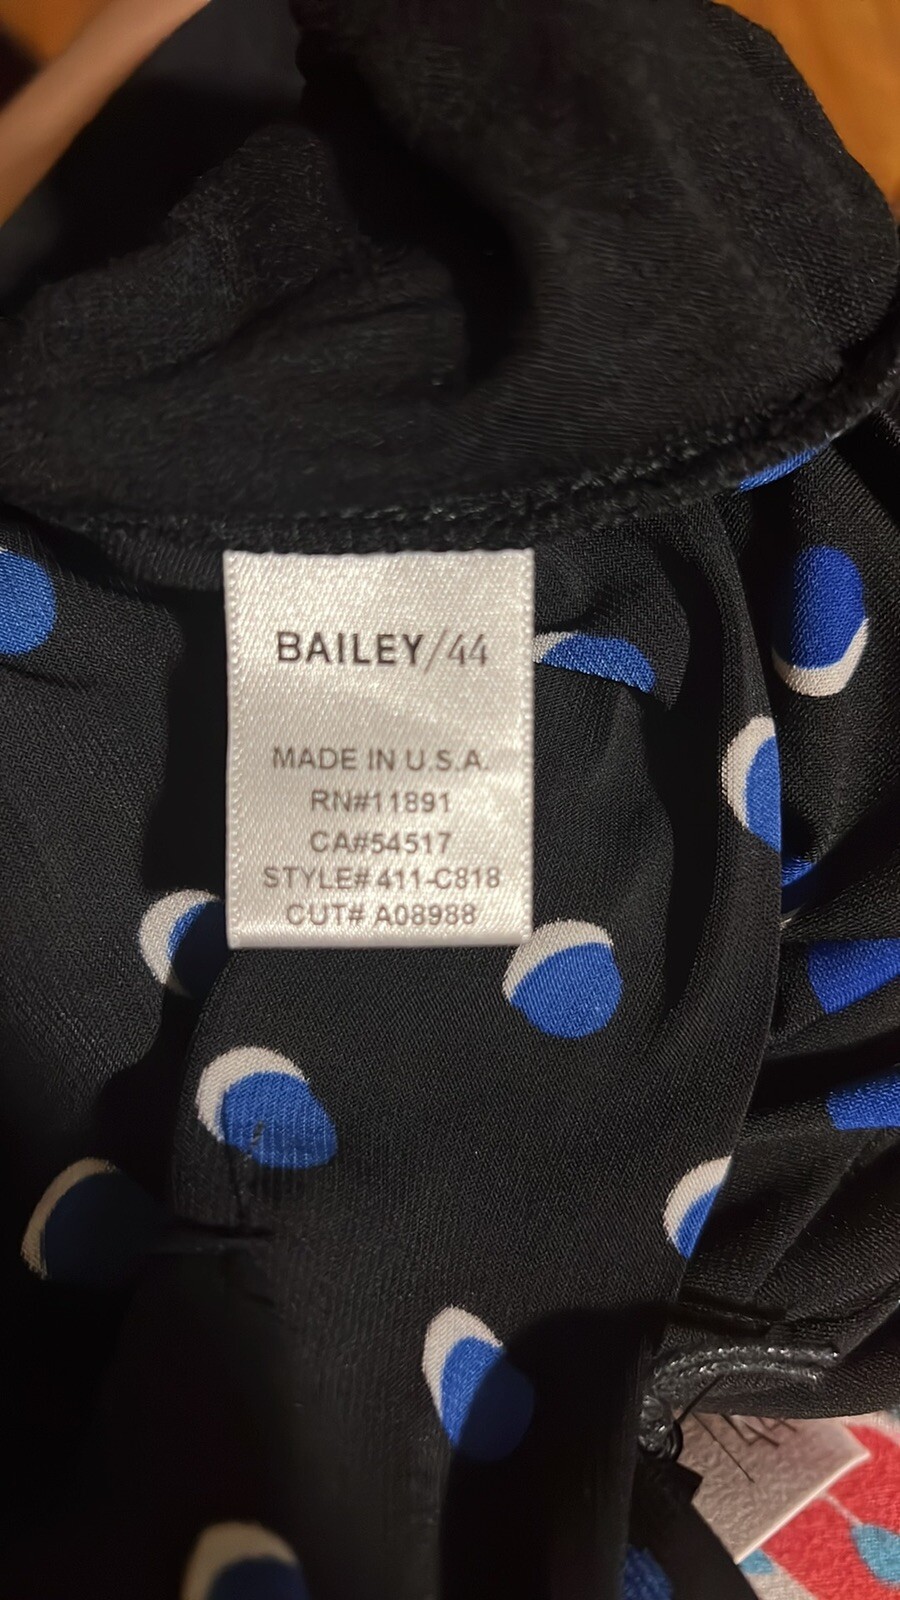 BAILEY/44
MADE IN U.S.A.
RN#11891
CA#54517
STYLE# 411-C818
CUT# A08988